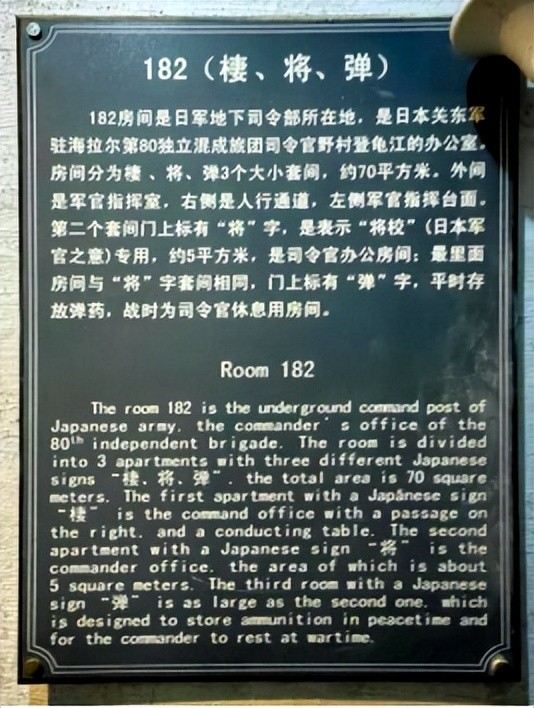 182（棲、将、弹）
182房间是日军地下司令部所在地，是日本关东军
驻海拉尔第80独立混成旅团司令官野村登龟江的办公室。
房间分为棲、将、弹3个大小套间，约70平方米。外间
是军官指挥室，右侧是人行通道，左侧军官指挥台面。
第二个套间门上标有“将”字，是表示“将校”(日本军
官之意)专用，约5平方米，是司令官办公房间；最里面
房间与“将”字套间相同，门上标有“弹”字，平时存
放弹药，战时为司令官休息用房间。
Room 182
The room 182 is the underground command post of
Japanese army, the commander's office of the
80th independent brigade. The room is divided
into 3 apartments with three different Japanese
signs “棲、将、弹”, the total area is 70 square
meters. The first apartment with a Japanese sign
“棲” is the command office with a passage on
the right, and a conducting table. The second
apartment with a Japanese sign “将” is the
commander office, the area of which is about
5 square meters. The third room with a Japanese
sign “弹” is as large as the second one, which
is designed to store ammunition in peacetime and
for the commander to rest at wartime.